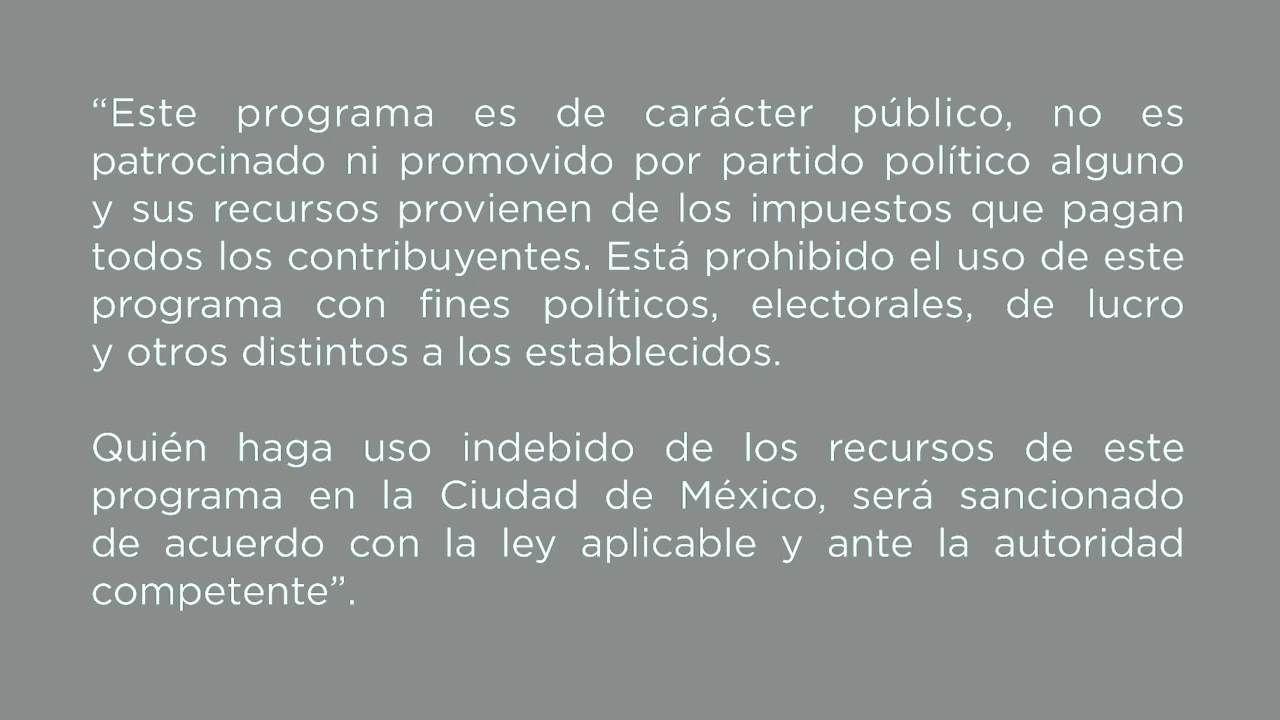 “Este programa es de carácter público, no es
patrocinado ni promovido por partido político alguno
y sus recursos provienen de los impuestos que pagan
todos los contribuyentes. Está prohibido el uso de este
programa con fines políticos, electorales, de lucro
y otros distintos a los establecidos.
Quién haga uso indebido de los recursos de este
programa en la Ciudad de México, será sancionado
de acuerdo con la ley aplicable y ante la autoridad
competente”.